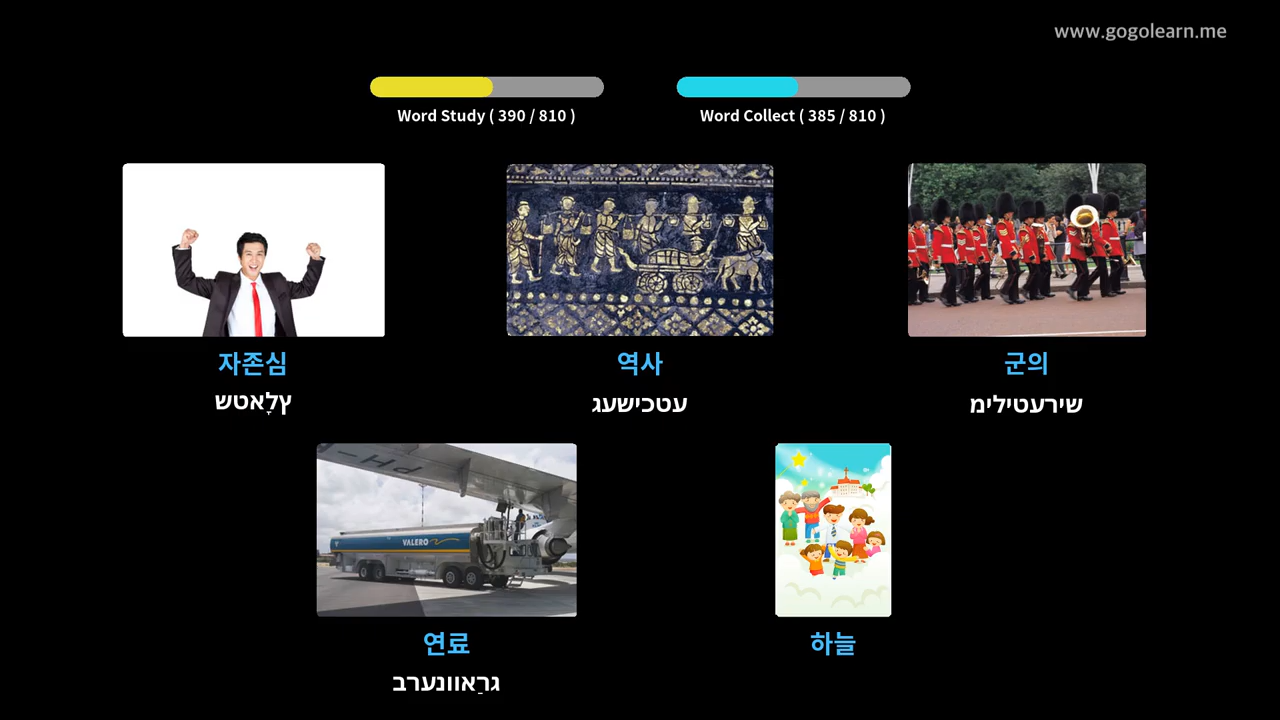 www.gogolearn.me
Word Study ( 390 / 810 )
Word Collect ( 385 / 810 )
자존심
ץלָאטש
역사
עטכישעג
군의
שירעטילימ
VALERO
연료
גרַאוונערב
하늘